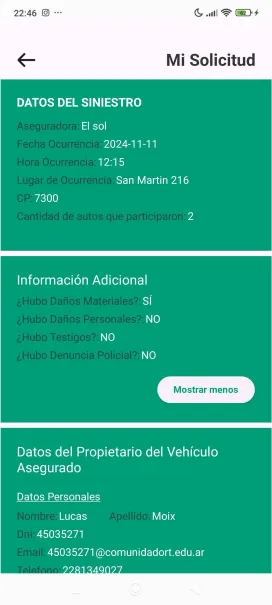 22:46
Mi Solicitud
DATOS DEL SINIESTRO
Aseguradora: El sol
Fecha Ocurrencia: 2024-11-11
Hora Ocurrencia: 12:15
Lugar de Ocurrencia: San Martin 216
CP: 7300
Cantidad de autos que participaron: 2
Información Adicional
¿Hubo Daños Materiales?: SÍ
¿Hubo Daños Personales?: NO
¿Hubo Testigos?: NO
¿Hubo Denuncia Policial?: NO
Mostrar menos
Datos del Propietario del Vehículo
Asegurado
Datos Personales
Nombre: Lucas Apellido: Moix
Dni: 45035271
Email: 45035271@comunidadort.edu.ar
Telefono: 2281349027